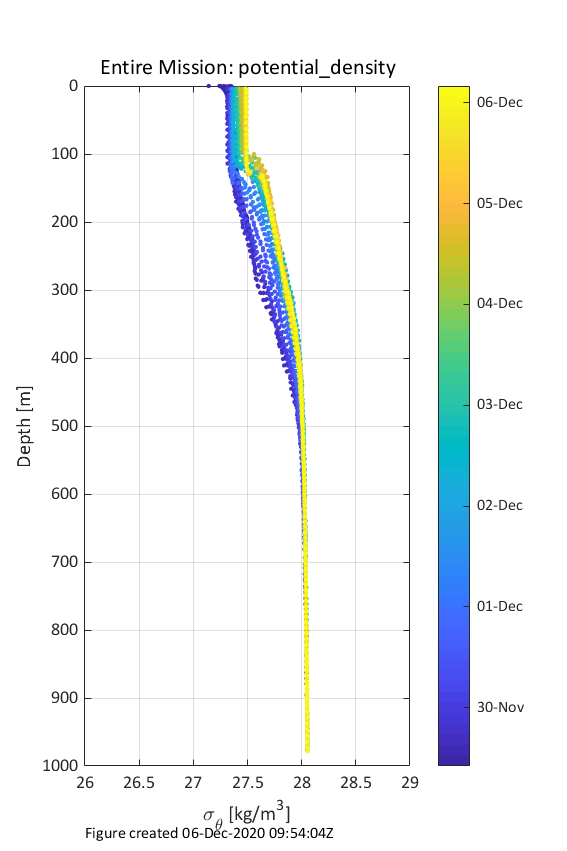 Entire Mission: potential_density
0
100
200
300
400
500
600
700
800
900
1000
Depth [m]
26
26.5
27
27.5
28
28.5
29
σθ [kg/m³]
06-Dec
05-Dec
04-Dec
03-Dec
02-Dec
01-Dec
30-Nov
Figure created 06-Dec-2020 09:54:04Z